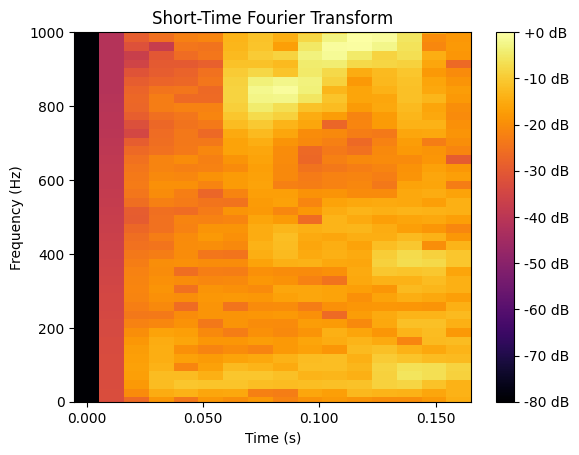 Short-Time Fourier Transform
1000
800
600
400
200
0
Frequency (Hz)
0.000
0.050
0.100
0.150
Time (s)
+0 dB
-10 dB
-20 dB
-30 dB
-40 dB
-50 dB
-60 dB
-70 dB
-80 dB